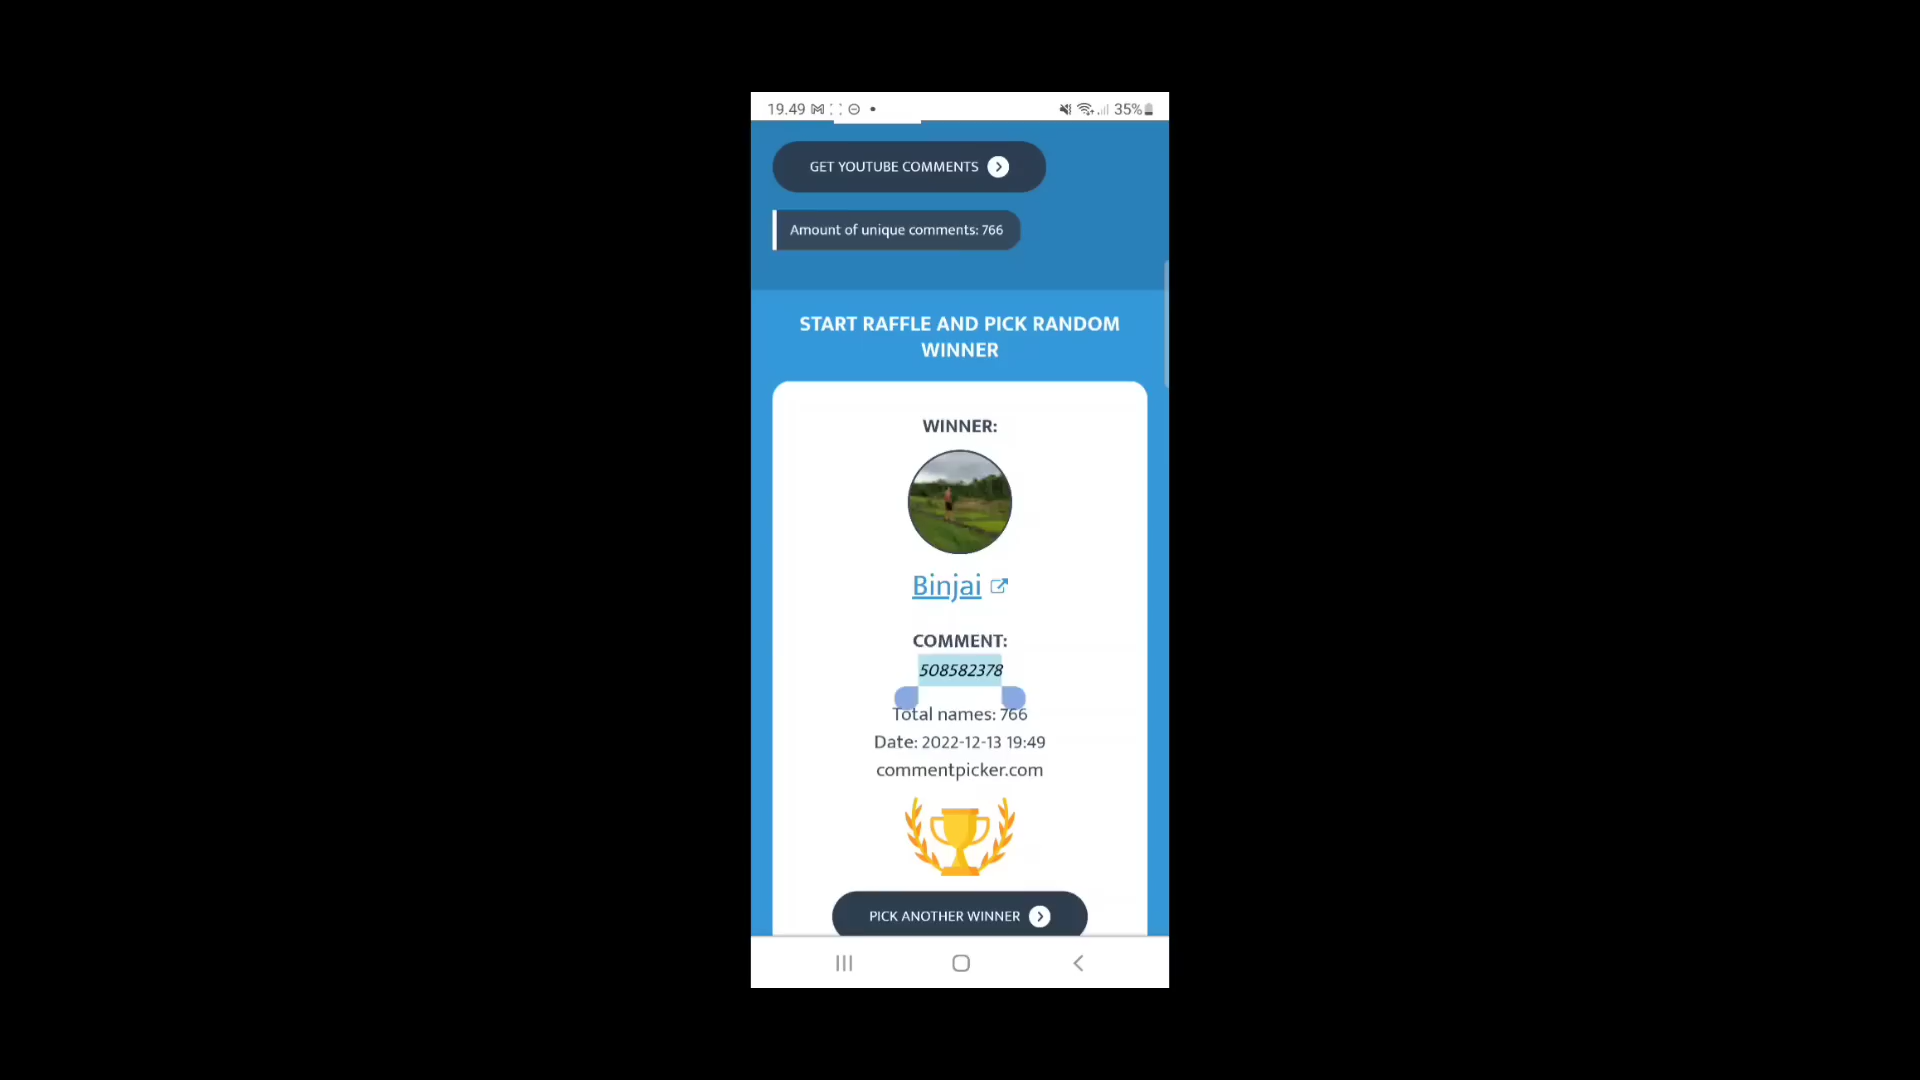 19.49 35%
GET YOUTUBE COMMENTS
Amount of unique comments: 766
START RAFFLE AND PICK RANDOM
WINNER
WINNER:
Binjai
COMMENT:
508582378
Total names: 766
Date: 2022-12-13 19:49
commentpicker.com
PICK ANOTHER WINNER